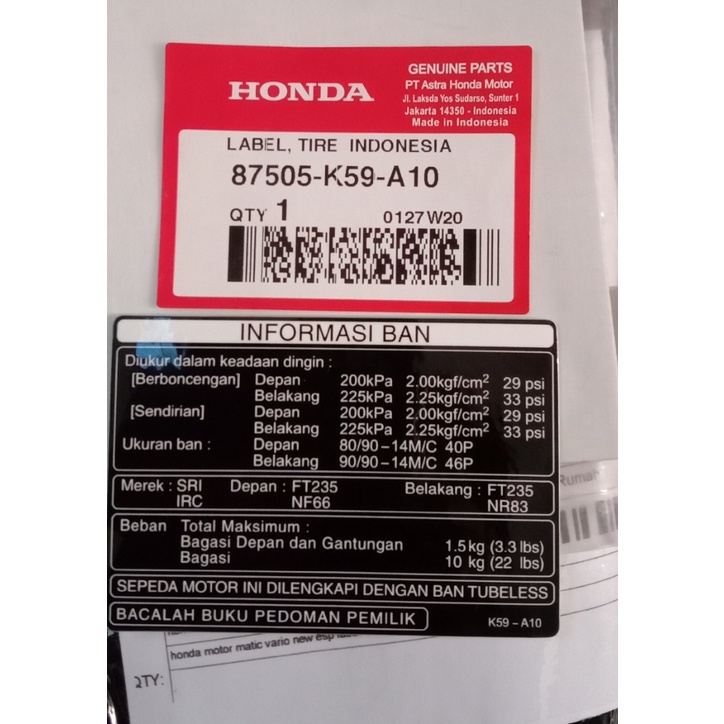 HONDA
GENUINE PARTS
PT Astra Honda Motor
Jl. Laksda Yos Sudarso, Sunter 1
Jakarta 14350 - Indonesia
Made in Indonesia
LABEL, TIRE INDONESIA
87505-K59-A10
QTY 1 0127W20
INFORMASI BAN
Diukur dalam keadaan dingin :
[Berboncengan] Depan 200kPa 2.00kgf/cm² 29 psi
Belakang 225kPa 2.25kgf/cm² 33 psi
[Sendirian] Depan 200kPa 2.00kgf/cm² 29 psi
Belakang 225kPa 2.25kgf/cm² 33 psi
Ukuran ban : Depan 80/90-14M/C 40P
Belakang 90/90-14M/C 46P
Merek : SRI Depan : FT235 Belakang : FT235
IRC NF66 NR83
Beban Total Maksimum :
Bagasi Depan dan Gantungan 1.5kg (3.3 lbs)
Bagasi 10 kg (22 lbs)
SEPEDA MOTOR INI DILENGKAPI DENGAN BAN TUBELESS
BACALAH BUKU PEDOMAN PEMILIK K59-A10
honda motor matic vario new esp
QTY: